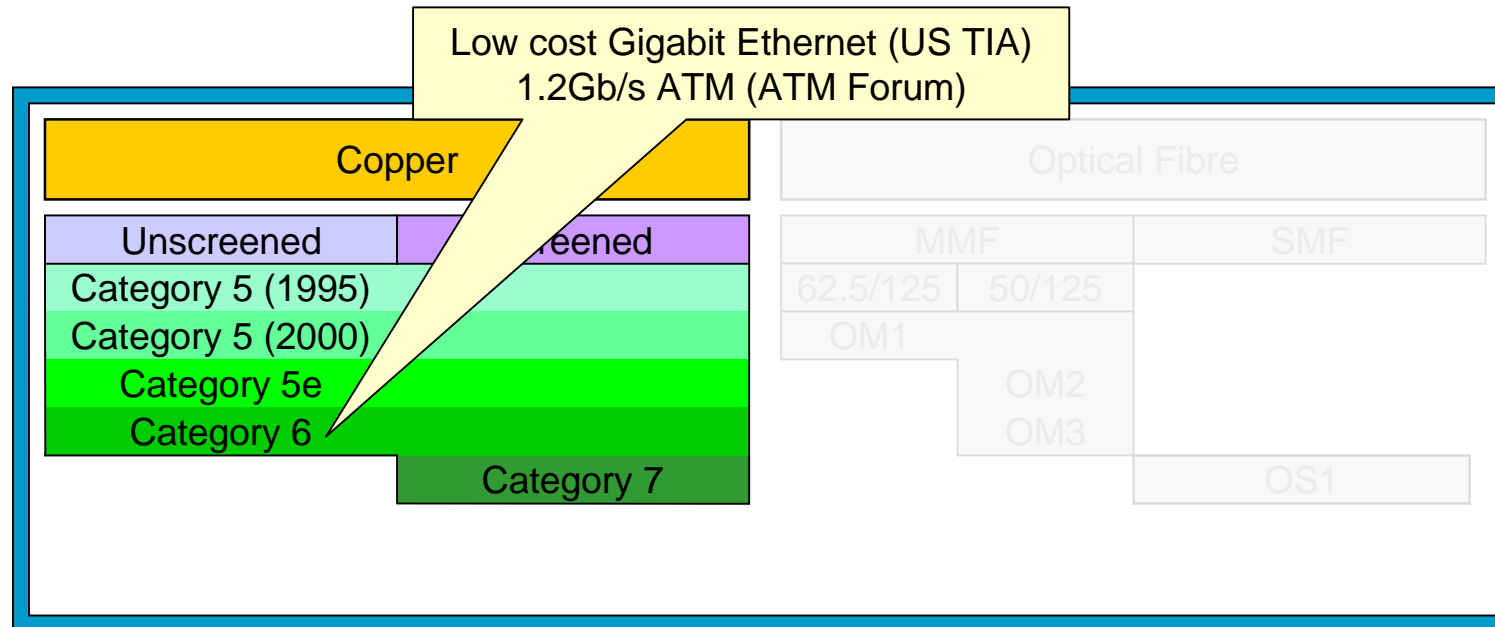 Low cost Gigabit Ethernet (US TIA)
1.2Gb/s ATM (ATM Forum)
Copper
Optical Fibre
Unscreened
reened
MMF
SMF
Category 5 (1995)
62.5/125
50/125
Category 5 (2000)
OM1
Category 5e
OM2
Category 6
OM3
Category 7
OS1